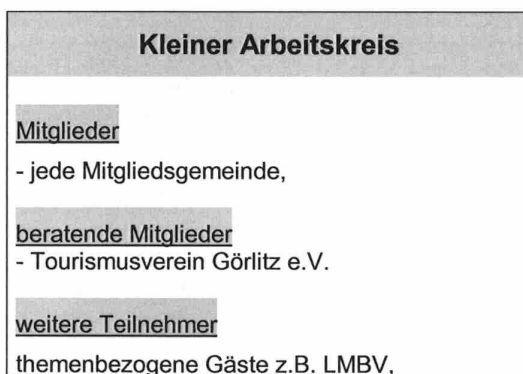 Kleiner Arbeitskreis
Mitglieder
- jede Mitgliedsgemeinde,
beratende Mitglieder
- Tourismusverein Görlitz e.V.
weitere Teilnehmer
themenbezogene Gäste z.B. LMBV,